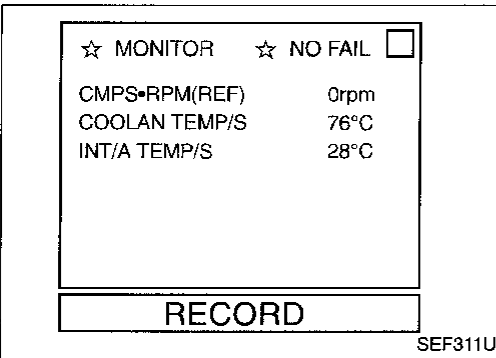 ☆ MONITOR ☆ NO FAIL
CMPS•RPM(REF) 0rpm
COOLAN TEMP/S 76°C
INT/A TEMP/S 28°C
RECORD
SEF311U